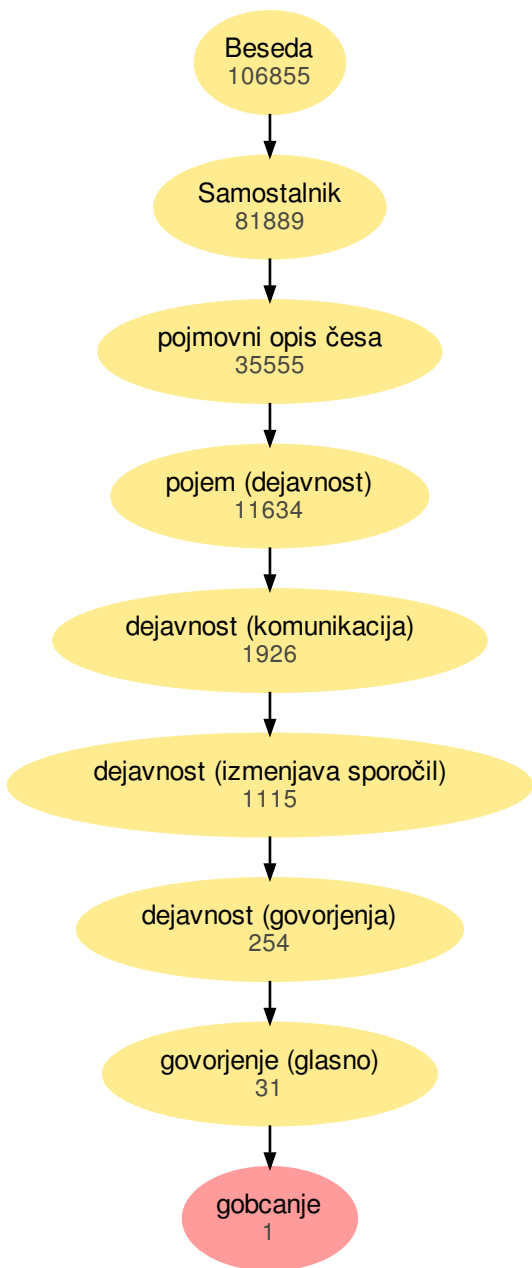 Beseda
106855
Samostalnik
81889
pojmovni opis česa
35555
pojem (dejavnost)
11634
dejavnost (komunikacija)
1926
dejavnost (izmenjava sporočil)
1115
dejavnost (govorjenja)
254
govorjenje (glasno)
31
gobcanje
1